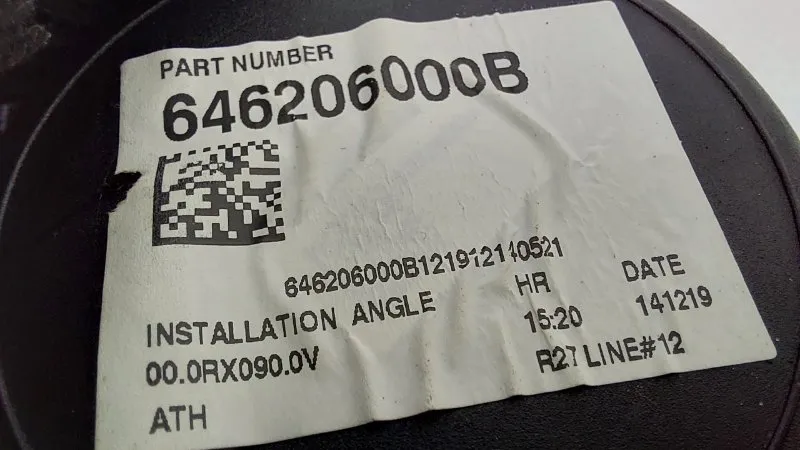 PART NUMBER
646206000B
646206000B121912140521
INSTALLATION ANGLE HR DATE
00.0RX090.0V 15:20 141219
ATH R27 LINE#12